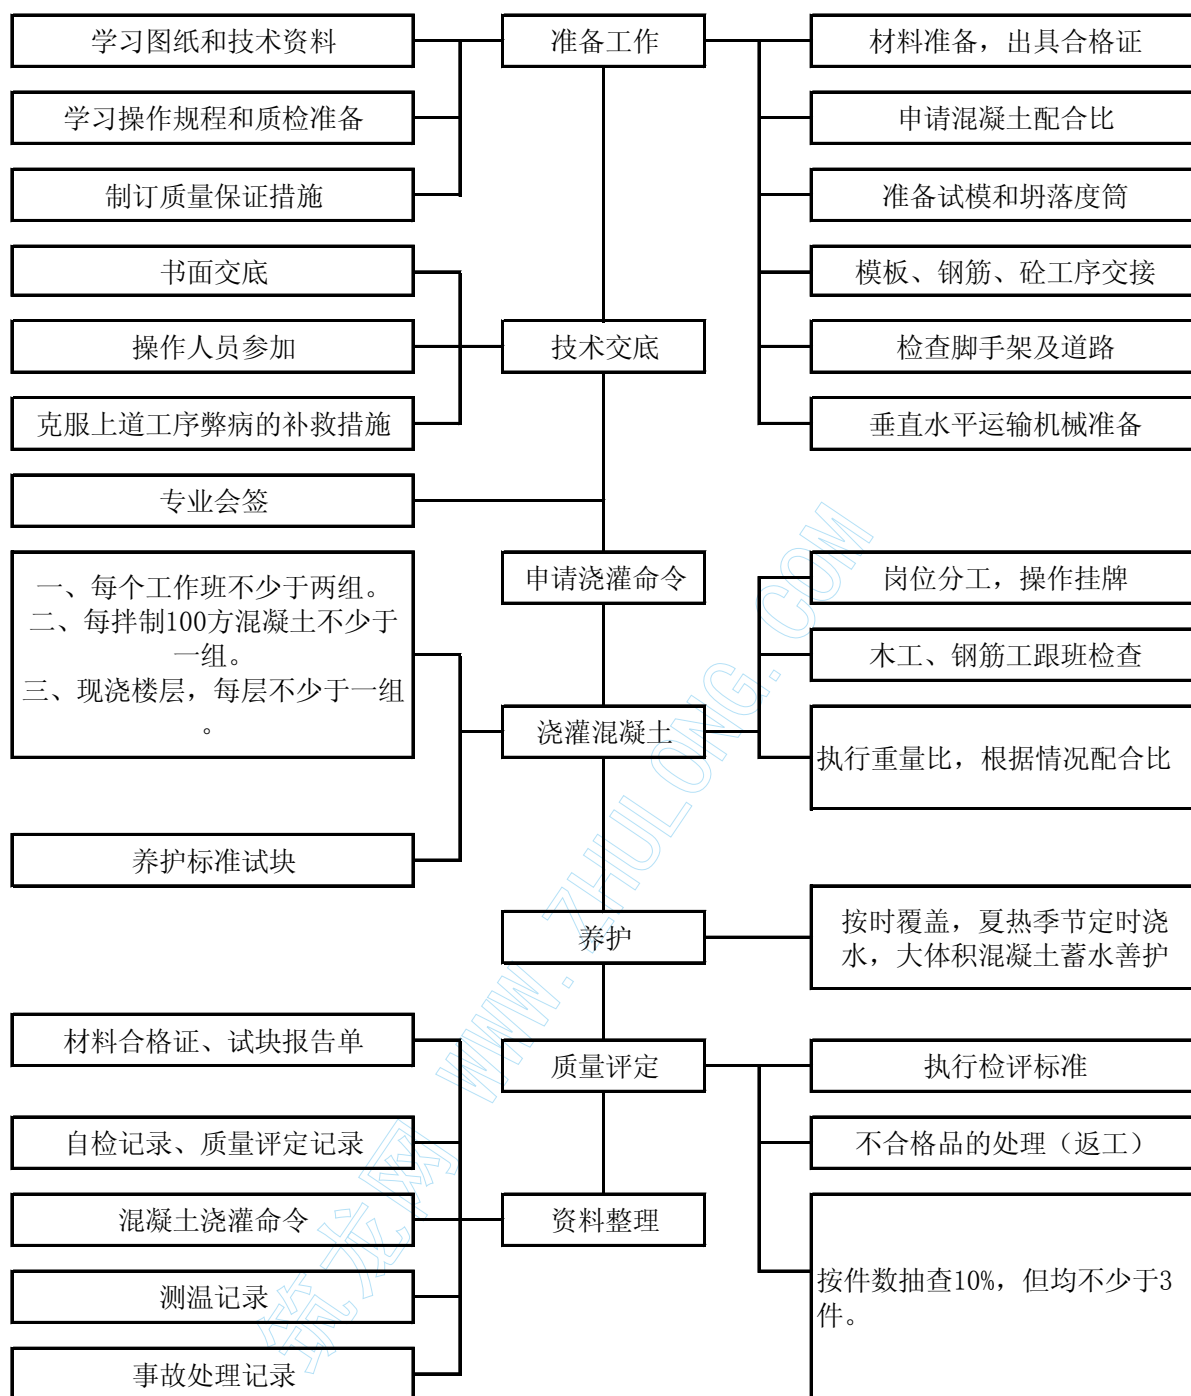 学习图纸和技术资料
准备工作
材料准备，出具合格证
学习操作规程和质检准备
申请混凝土配合比
制订质量保证措施
准备试模和坍落度筒
书面交底
模板、钢筋、砼工序交接
操作人员参加
技术交底
检查脚手架及道路
克服上道工序弊病的补救措施
垂直水平运输机械准备
专业会签
一、每个工作班不少于两组。
二、每拌制100方混凝土不少于
一组。
三、现浇楼层，每层不少于一组
。
申请浇灌命令
岗位分工，操作挂牌
木工、钢筋工跟班检查
浇灌混凝土
执行重量比，根据情况配合比
养护标准试块
养护
按时覆盖，夏热季节定时浇
水，大体积混凝土蓄水善护
材料合格证、试块报告单
质量评定
执行检评标准
自检记录、质量评定记录
不合格品的处理（返工）
混凝土浇灌命令
资料整理
按件数抽查10%，但均不少于3
件。
测温记录
事故处理记录
筑龙网 WWW.ZHULONG.COM